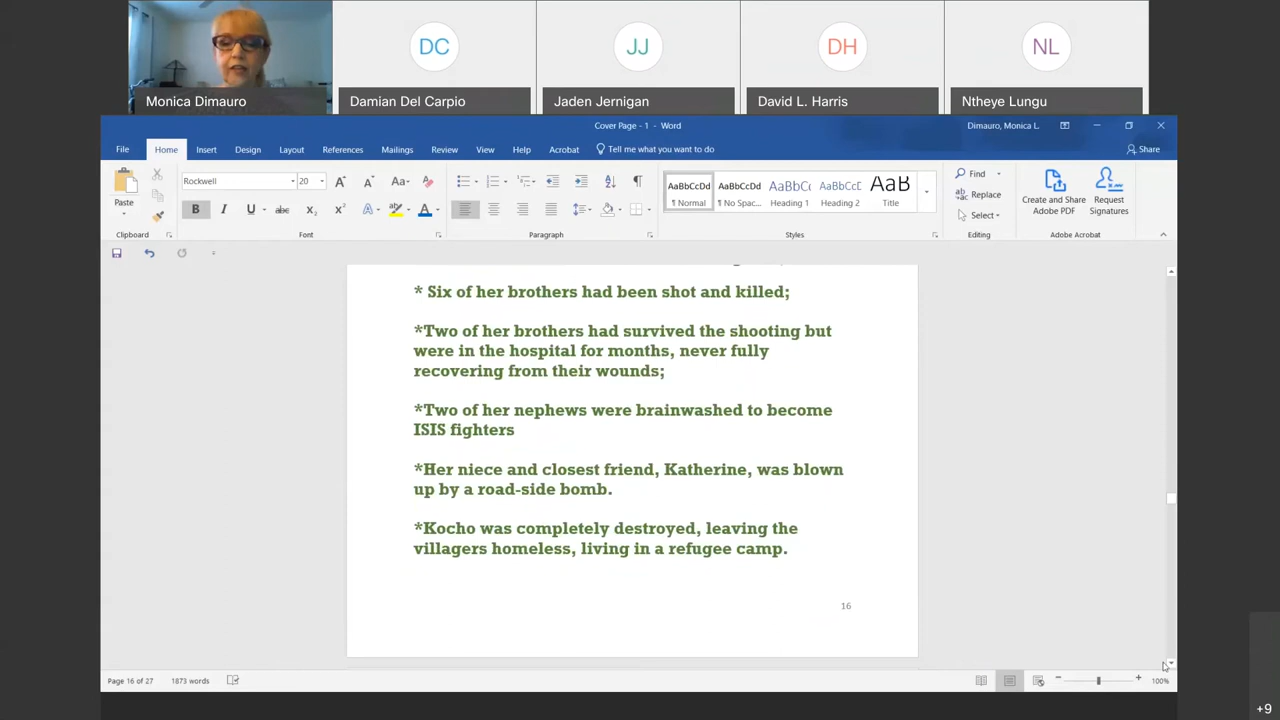 DC
JJ
DH
NL
Monica Dimauro
Damian Del Carpio
Jaden Jernigan
David L. Harris
Ntheye Lungu
Cover Page - 1 - Word
Dimauro, Monica L.
File Home Insert Design Layout References Mailings Review View Help Acrobat Tell me what you want to do Share
Rockwell 20
Paste
Clipboard
Font
Paragraph
AaBbCcDd AaBbCcDd AaBbCc AaBbCcE AaB
¶ Normal ¶ No Spac... Heading 1 Heading 2 Title
Styles
Find
Replace
Select
Editing
Create and Share
Adobe PDF
Request
Signatures
Adobe Acrobat
* Six of her brothers had been shot and killed;
*Two of her brothers had survived the shooting but
were in the hospital for months, never fully
recovering from their wounds;
*Two of her nephews were brainwashed to become
ISIS fighters
*Her niece and closest friend, Katherine, was blown
up by a road-side bomb.
*Kocho was completely destroyed, leaving the
villagers homeless, living in a refugee camp.
16
Page 16 of 27 1873 words 100%
+9